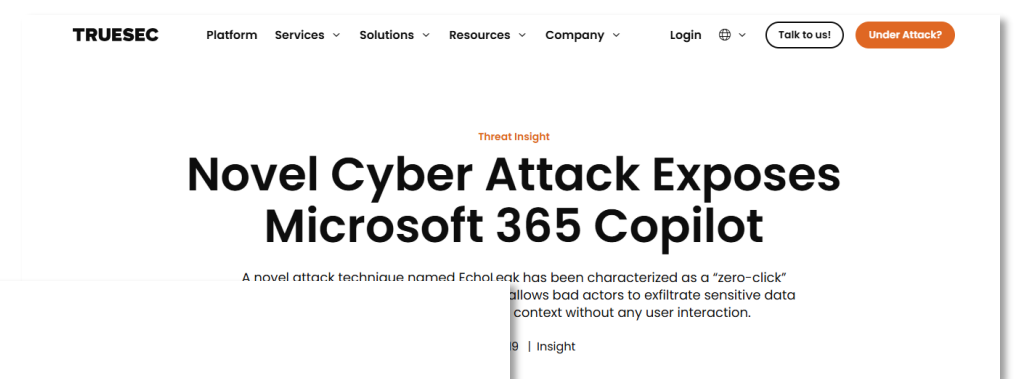 TRUESEC Platform Services Solutions Resources Company Login Talk to us! Under Attack?
Threat Insight
Novel Cyber Attack Exposes
Microsoft 365 Copilot
A novel attack technique named EchoLeak has been characterized as a “zero-click”
allows bad actors to exfiltrate sensitive data
context without any user interaction.
9 | Insight